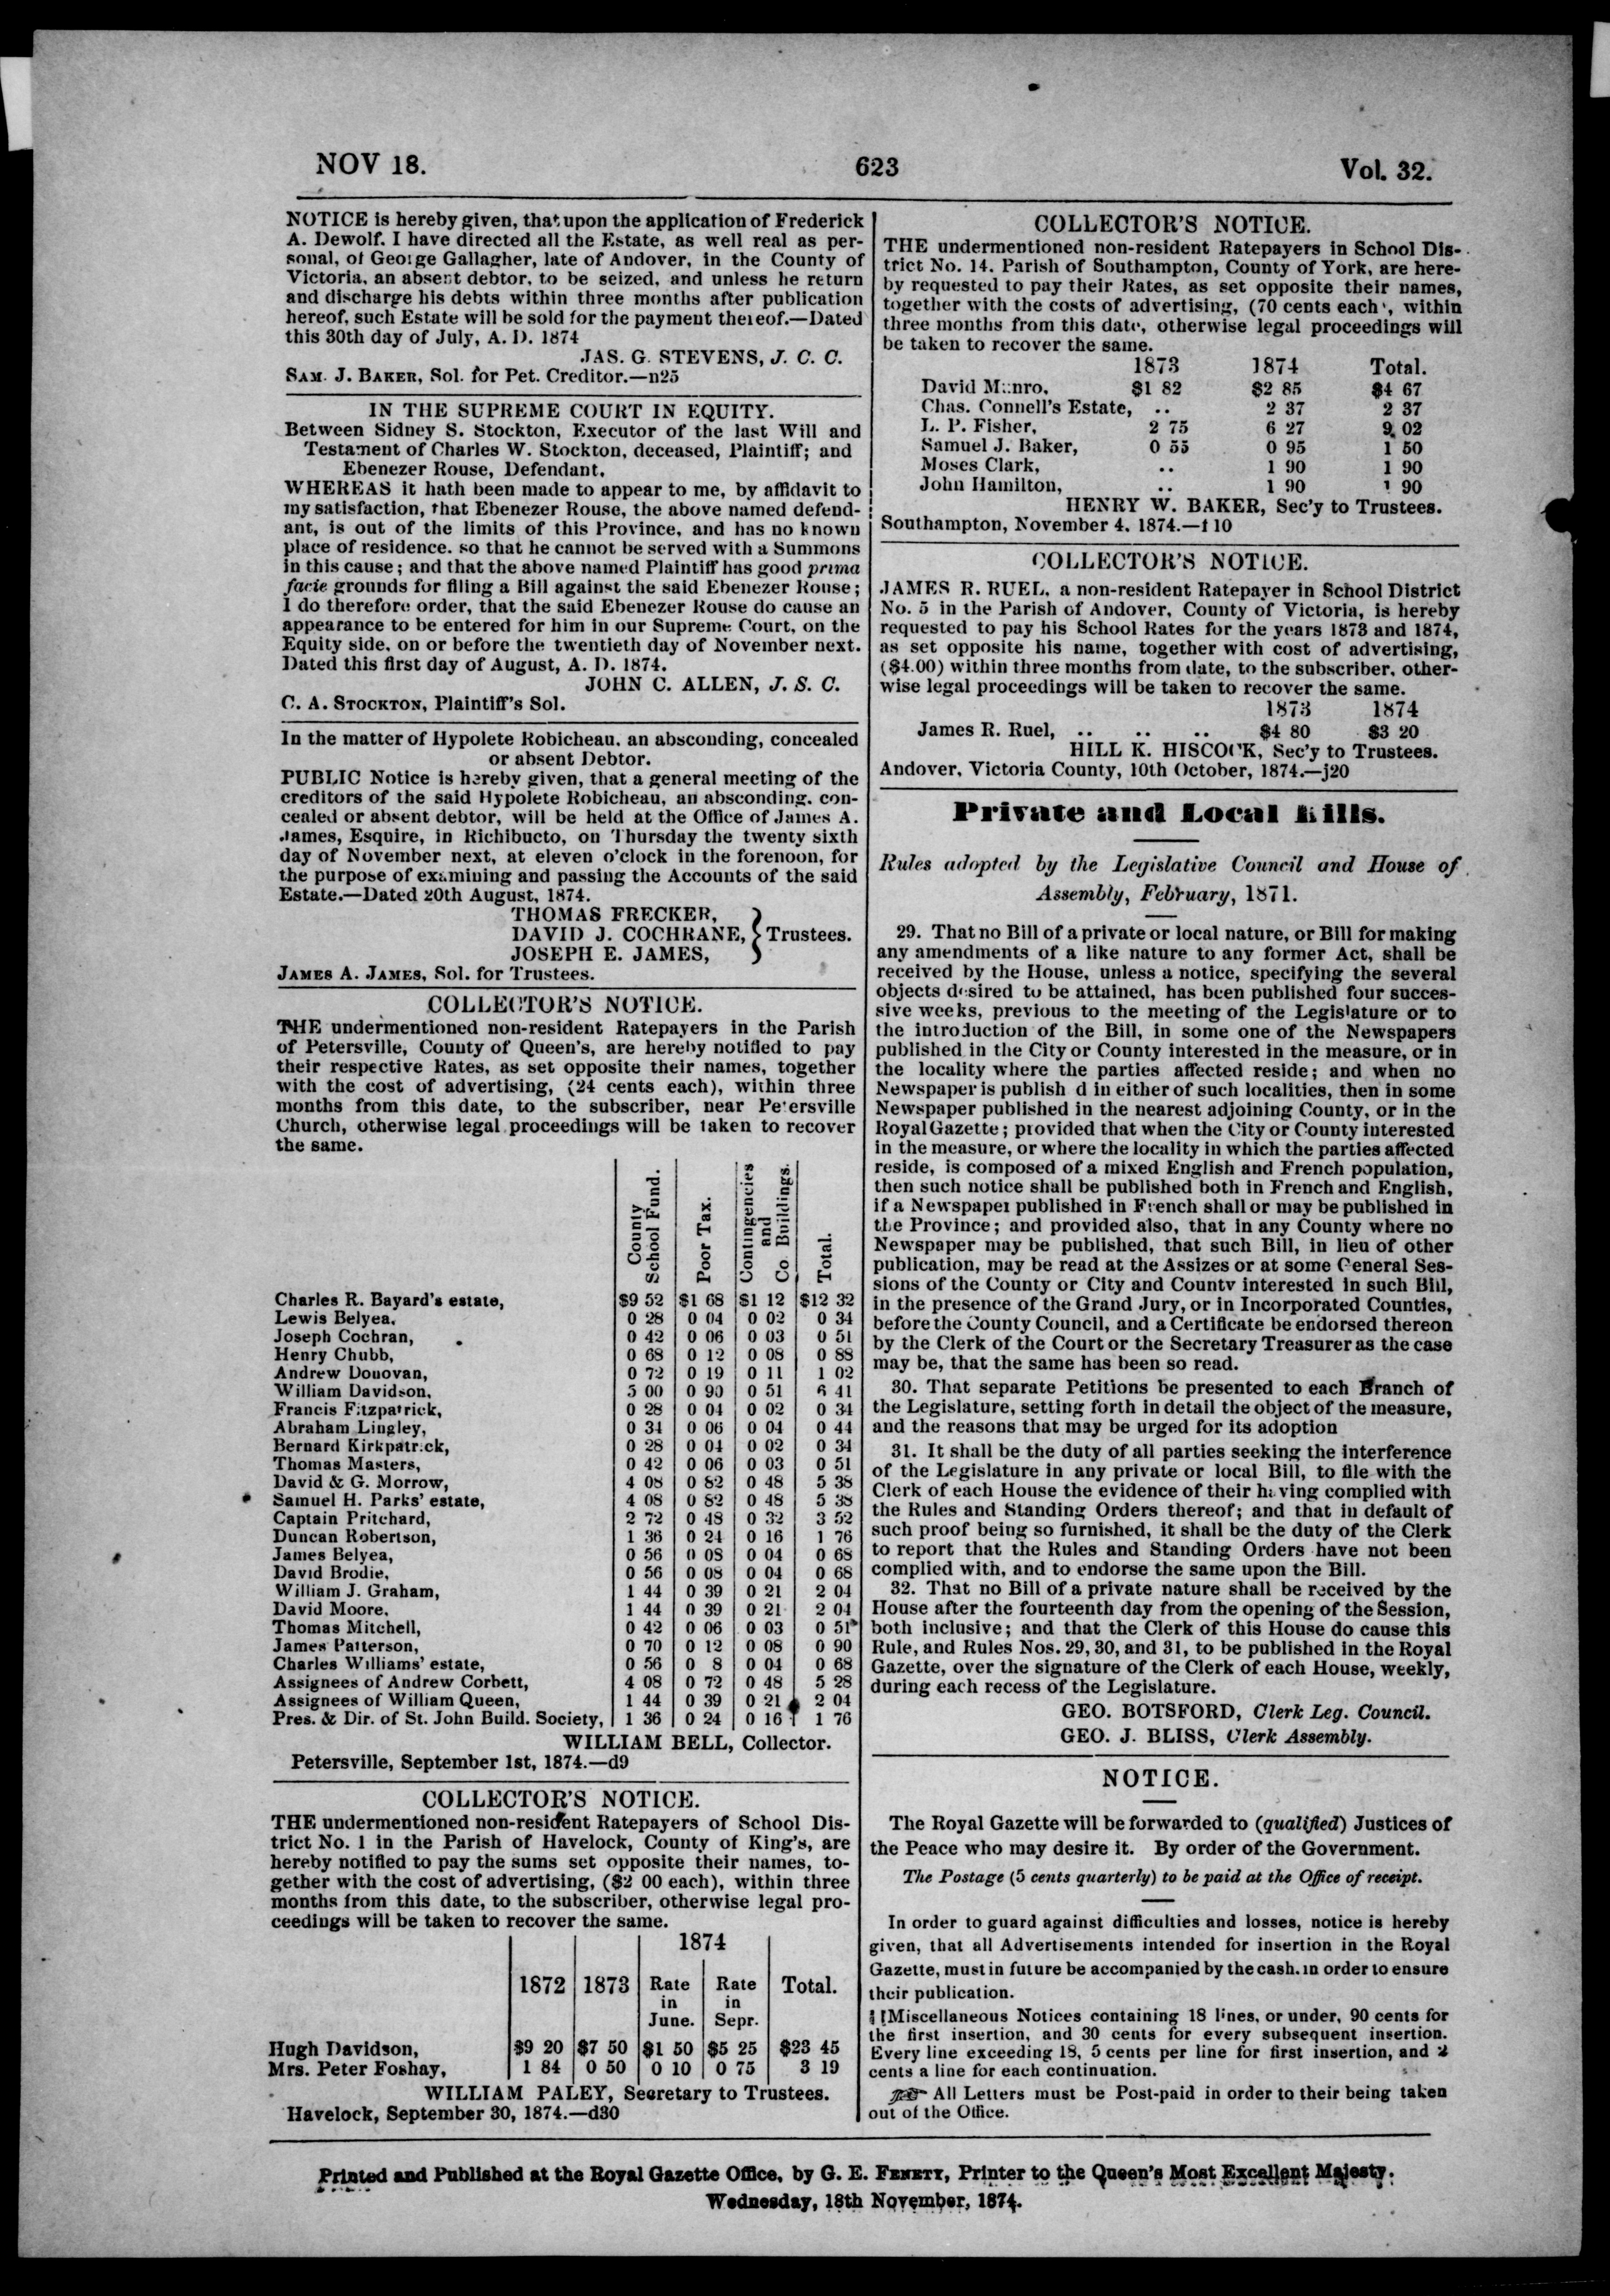 NOV 18.
623
Vol. 32.
NOTICE is hereby given, that upon the application of Frederick
A. Dewolf. I have directed all the Estate, as well real as per-
sonal, of George Gallagher, late of Andover, in the County of
Victoria, an absent debtor, to be seized, and unless he return
and discharge his debts within three months after publication
hereof, such Estate will be sold for the payment thereof.—Dated
this 30th day of July, A. D. 1874
JAS. G. STEVENS, J. C. C.
SAM. J. BAKER, Sol. for Pet. Creditor.—n25
IN THE SUPREME COURT IN EQUITY.
Between Sidney S. Stockton, Executor of the last Will and
Testament of Charles W. Stockton, deceased, Plaintiff; and
Ebenezer Rouse, Defendant.
WHEREAS it hath been made to appear to me, by affidavit to
my satisfaction, that Ebenezer Rouse, the above named defend-
ant, is out of the limits of this Province, and has no known
place of residence. so that he cannot be served with a Summons
in this cause; and that the above named Plaintiff has good prima
facie grounds for filing a Bill against the said Ebenezer Rouse;
I do therefore order, that the said Ebenezer Rouse do cause an
appearance to be entered for him in our Supreme Court, on the
Equity side, on or before the twentieth day of November next.
Dated this first day of August, A. D. 1874.
JOHN C. ALLEN, J. S. C.
C. A. STOCKTON, Plaintiff's Sol.
In the matter of Hypolete Robicheau. an absconding, concealed
or absent Debtor.
PUBLIC Notice is hereby given, that a general meeting of the
creditors of the said Hypolete Robicheau, an absconding. con-
cealed or absent debtor, will be held at the Office of James A.
James, Esquire, in Richibucto, on Thursday the twenty sixth
day of November next, at eleven o'clock in the forenoon, for
the purpose of examining and passing the Accounts of the said
Estate.—Dated 20th August, 1874.
THOMAS FRECKER,
DAVID J. COCHRANE, } Trustees.
JOSEPH E. JAMES,
JAMES A. JAMES, Sol. for Trustees.
COLLECTOR'S NOTICE.
THE undermentioned non-resident Ratepayers in the Parish
of Petersville, County of Queen's, are hereby notified to pay
their respective Rates, as set opposite their names, together
with the cost of advertising, (24 cents each), within three
months from this date, to the subscriber, near Petersville
Church, otherwise legal proceedings will be taken to recover
the same.
County School Fund. Poor Tax. Contingencies and Co Buildings. Total.
Charles R. Bayard's estate, $9 52 $1 68 $1 12 $12 32
Lewis Belyea, 0 28 0 04 0 02 0 34
Joseph Cochran, 0 42 0 06 0 03 0 51
Henry Chubb, 0 68 0 12 0 08 0 88
Andrew Donovan, 0 72 0 19 0 11 1 02
William Davidson, 5 00 0 90 0 51 6 41
Francis Fitzpatrick, 0 28 0 04 0 02 0 34
Abraham Lingley, 0 34 0 06 0 04 0 44
Bernard Kirkpatrick, 0 28 0 04 0 02 0 34
Thomas Masters, 0 42 0 06 0 03 0 51
David & G. Morrow, 4 08 0 82 0 48 5 38
Samuel H. Parks' estate, 4 08 0 82 0 48 5 38
Captain Pritchard, 2 72 0 48 0 32 3 52
Duncan Robertson, 1 36 0 24 0 16 1 76
James Belyea, 0 56 0 08 0 04 0 68
David Brodie, 0 56 0 08 0 04 0 68
William J. Graham, 1 44 0 39 0 21 2 04
David Moore, 1 44 0 39 0 21 2 04
Thomas Mitchell, 0 42 0 06 0 03 0 51
James Patterson, 0 70 0 12 0 08 0 90
Charles Williams' estate, 0 56 0 8 0 04 0 68
Assignees of Andrew Corbett, 4 08 0 72 0 48 5 28
Assignees of William Queen, 1 44 0 39 0 21 2 04
Pres. & Dir. of St. John Build. Society, 1 36 0 24 0 16 1 76
WILLIAM BELL, Collector.
Petersville, September 1st, 1874.—d9
COLLECTOR'S NOTICE.
THE undermentioned non-resident Ratepayers of School Dis-
trict No. 1 in the Parish of Havelock, County of King's, are
hereby notified to pay the sums set opposite their names, to-
gether with the cost of advertising, ($2 00 each), within three
months from this date, to the subscriber, otherwise legal pro-
ceedings will be taken to recover the same.
1874
1872 1873 Rate in June. Rate in Sepr. Total.
Hugh Davidson, $9 20 $7 50 $1 50 $5 25 $23 45
Mrs. Peter Foshay, 1 84 0 50 0 10 0 75 3 19
WILLIAM PALEY, Secretary to Trustees.
Havelock, September 30, 1874.—d30
COLLECTOR'S NOTICE.
THE undermentioned non-resident Ratepayers in School Dis-
trict No. 14. Parish of Southampton, County of York, are here-
by requested to pay their Rates, as set opposite their names,
together with the costs of advertising, (70 cents each), within
three months from this date, otherwise legal proceedings will
be taken to recover the same.
1873 1874 Total.
David Munro, $1 82 $2 85 $4 67
Chas. Connell's Estate, .. 2 37 2 37
L. P. Fisher, 2 75 6 27 9 02
Samuel J. Baker, 0 55 0 95 1 50
Moses Clark, .. 1 90 1 90
John Hamilton, .. 1 90 1 90
HENRY W. BAKER, Sec'y to Trustees.
Southampton, November 4. 1874.—f10
COLLECTOR'S NOTICE.
JAMES R. RUEL, a non-resident Ratepayer in School District
No. 5 in the Parish of Andover, County of Victoria, is hereby
requested to pay his School Rates for the years 1873 and 1874,
as set opposite his name, together with cost of advertising,
($4.00) within three months from date, to the subscriber, other-
wise legal proceedings will be taken to recover the same.
1873 1874
James R. Ruel, .. .. .. $4 80 $3 20
HILL K. HISCOCK, Sec'y to Trustees.
Andover, Victoria County, 10th October, 1874.—j20
Private and Local Bills.
Rules adopted by the Legislative Council and House of
Assembly, February, 1871.
29. That no Bill of a private or local nature, or Bill for making
any amendments of a like nature to any former Act, shall be
received by the House, unless a notice, specifying the several
objects desired to be attained, has been published four succes-
sive weeks, previous to the meeting of the Legislature or to
the introduction of the Bill, in some one of the Newspapers
published in the City or County interested in the measure, or in
the locality where the parties affected reside; and when no
Newspaper is publish d in either of such localities, then in some
Newspaper published in the nearest adjoining County, or in the
Royal Gazette; provided that when the City or County interested
in the measure, or where the locality in which the parties affected
reside, is composed of a mixed English and French population,
then such notice shall be published both in French and English,
if a Newspaper published in French shall or may be published in
the Province; and provided also, that in any County where no
Newspaper may be published, that such Bill, in lieu of other
publication, may be read at the Assizes or at some General Ses-
sions of the County or City and County interested in such Bill,
in the presence of the Grand Jury, or in Incorporated Counties,
before the County Council, and a Certificate be endorsed thereon
by the Clerk of the Court or the Secretary Treasurer as the case
may be, that the same has been so read.
30. That separate Petitions be presented to each Branch of
the Legislature, setting forth in detail the object of the measure,
and the reasons that may be urged for its adoption
31. It shall be the duty of all parties seeking the interference
of the Legislature in any private or local Bill, to file with the
Clerk of each House the evidence of their having complied with
the Rules and Standing Orders thereof; and that in default of
such proof being so furnished, it shall be the duty of the Clerk
to report that the Rules and Standing Orders have not been
complied with, and to endorse the same upon the Bill.
32. That no Bill of a private nature shall be received by the
House after the fourteenth day from the opening of the Session,
both inclusive; and that the Clerk of this House do cause this
Rule, and Rules Nos. 29, 30, and 31, to be published in the Royal
Gazette, over the signature of the Clerk of each House, weekly,
during each recess of the Legislature.
GEO. BOTSFORD, Clerk Leg. Council.
GEO. J. BLISS, Clerk Assembly.
NOTICE.
The Royal Gazette will be forwarded to (qualified) Justices of
the Peace who may desire it. By order of the Government.
The Postage (5 cents quarterly) to be paid at the Office of receipt.
In order to guard against difficulties and losses, notice is hereby
given, that all Advertisements intended for insertion in the Royal
Gazette, must in future be accompanied by the cash. in order to ensure
their publication.
Miscellaneous Notices containing 18 lines, or under, 90 cents for
the first insertion, and 30 cents for every subsequent insertion.
Every line exceeding 18, 5 cents per line for first insertion, and 2
cents a line for each continuation.
All Letters must be Post-paid in order to their being taken
out of the Office.
Printed and Published at the Royal Gazette Office, by G. E. FENETY, Printer to the Queen's Most Excellent Majesty.
Wednesday, 18th November, 1874.